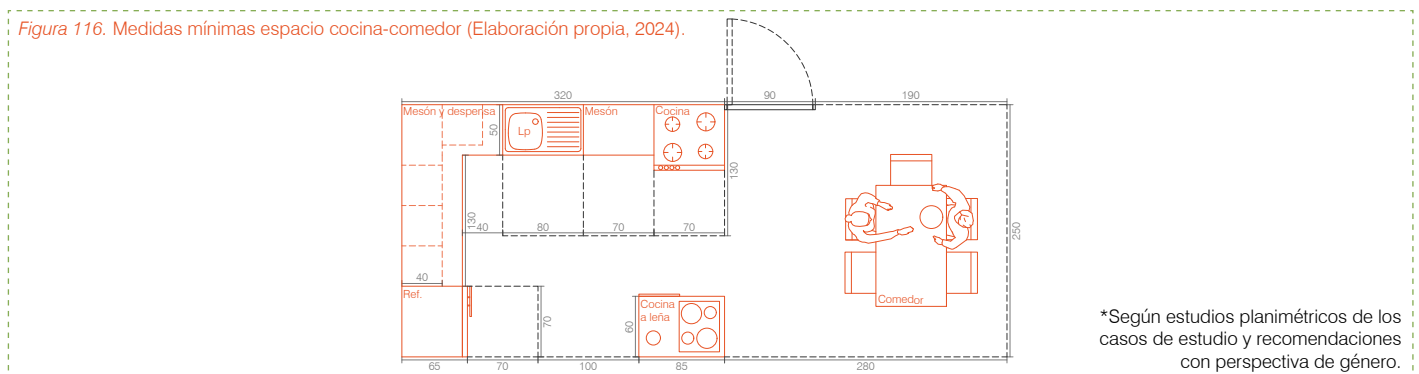 Figura 116. Medidas mínimas espacio cocina-comedor (Elaboración propia, 2024).
320
90
190
Mesón y despensa
Mesón
Cocina
50
Lp
130
130
40
80
70
70
250
40
Ref.
Cocina
a leña
Comedor
70
60
65
70
100
85
280
*Según estudios planimétricos de los
casos de estudio y recomendaciones
con perspectiva de género.